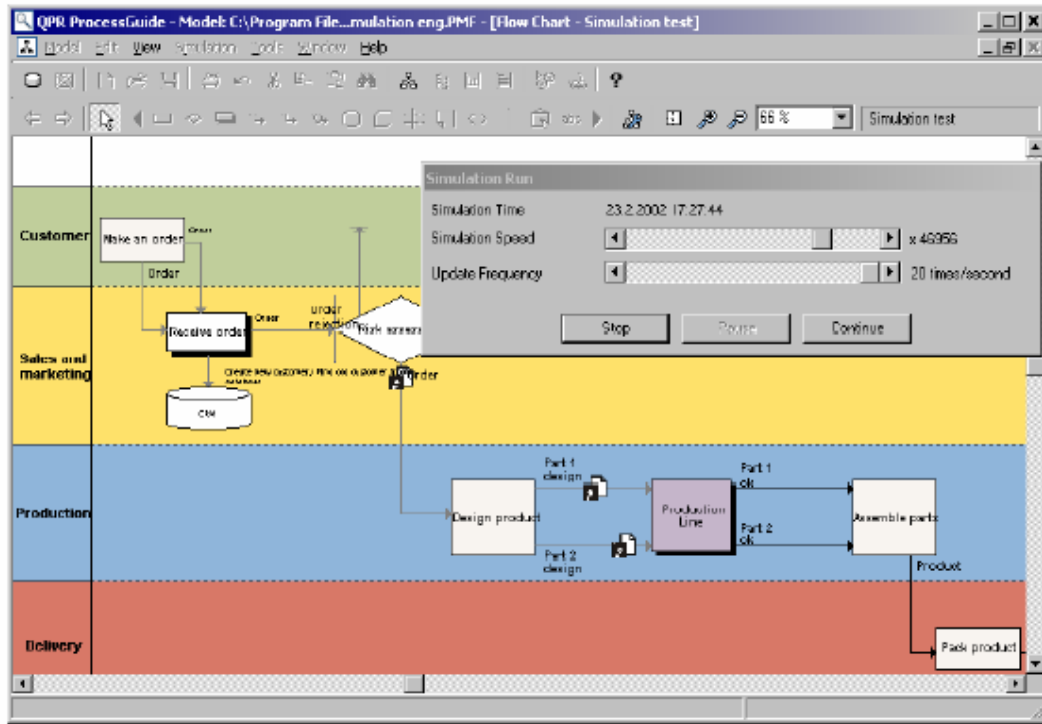 QPR ProcessGuide - Model: C:\Program File...mulation eng.PMF - [Flow Chart - Simulation test]
Model Edit View Simulation Tools Window Help
66 %
Simulation test
Simulation Run
Simulation Time 23.2.2002 17:27:44
Simulation Speed x 46956
Update Frequency 20 times/second
Stop Pause Continue
Customer
Make an order
Order
Order
Sales and
marketing
Receive order
Order
Order
rejection
Risk assess
Order
Production
Design product
Part 1
design
Part 2
design
Production
Line
Part 1
ok
Part 2
ok
Assemble parts
Product
Delivery
Pack product